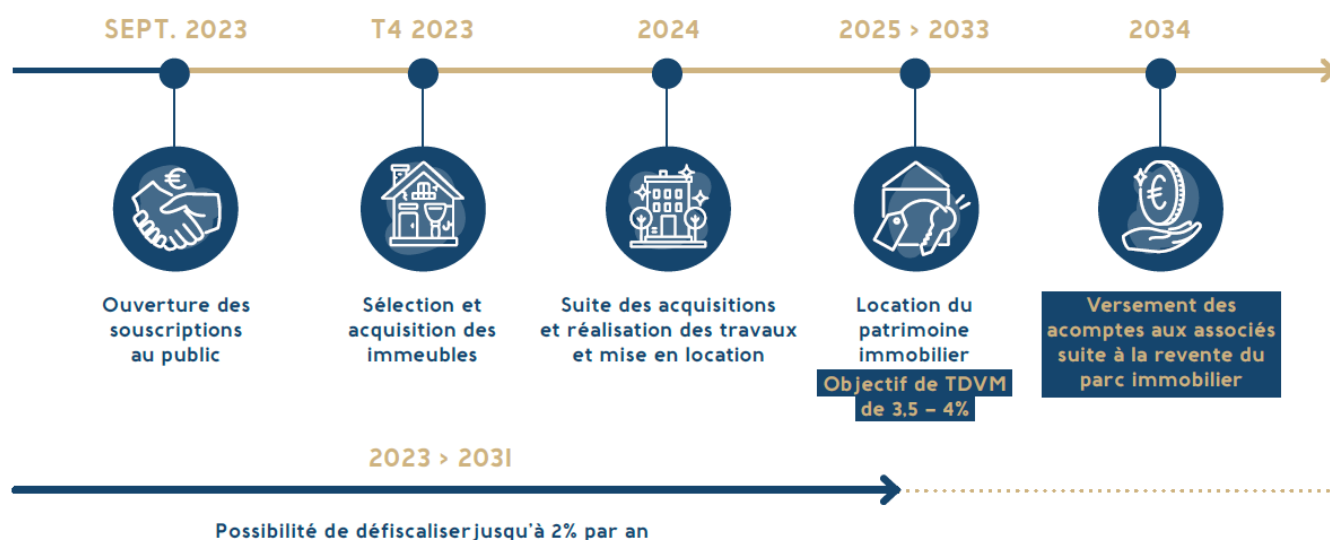 SEPT. 2023
T4 2023
2024
2025 > 2033
2034
€
€
Ouverture des
souscriptions
au public
Sélection et
acquisition des
immeubles
Suite des acquisitions
et réalisation des travaux
et mise en location
Location du
patrimoine
immobilier
Objectif de TDVM
de 3,5 – 4%
Versement des
acomptes aux associés
suite à la revente du
parc immobilier
2023 > 2031
Possibilité de défiscaliser jusqu'à 2% par an